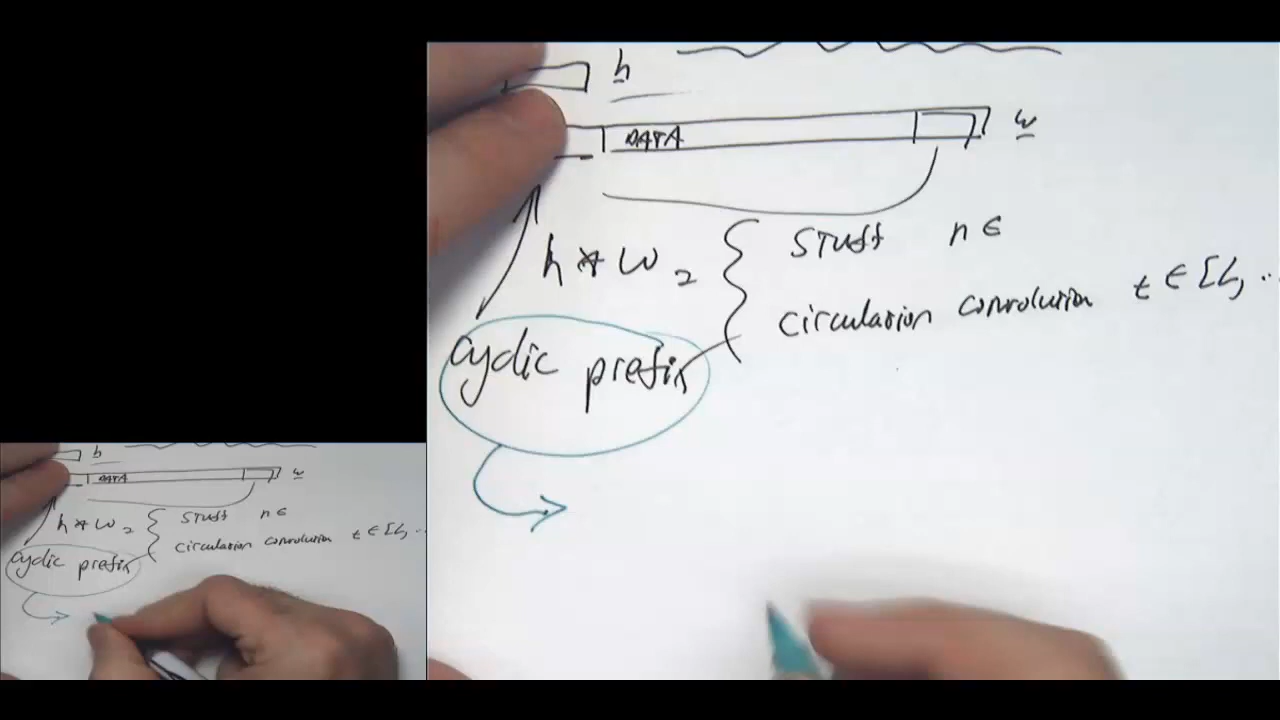 h
DATA w
h * w = { STUFF n ∈
circulation convolution t ∈ [L, ..
cyclic prefix